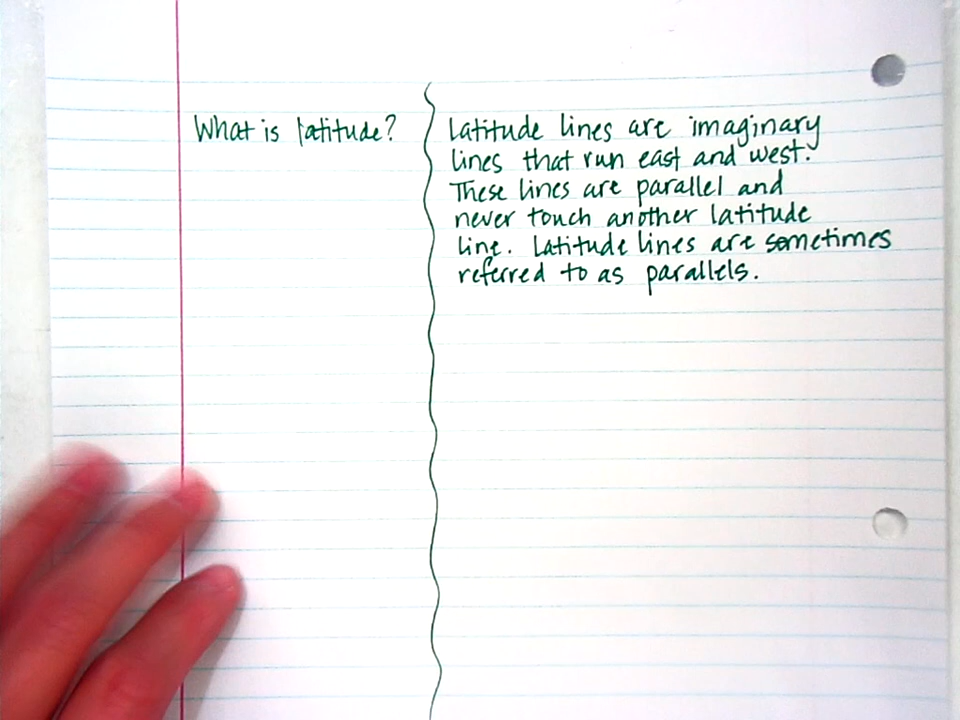 What is latitude?
Latitude lines are imaginary
lines that run east and west.
These lines are parallel and
never touch another latitude
line. Latitude lines are sometimes
referred to as parallels.